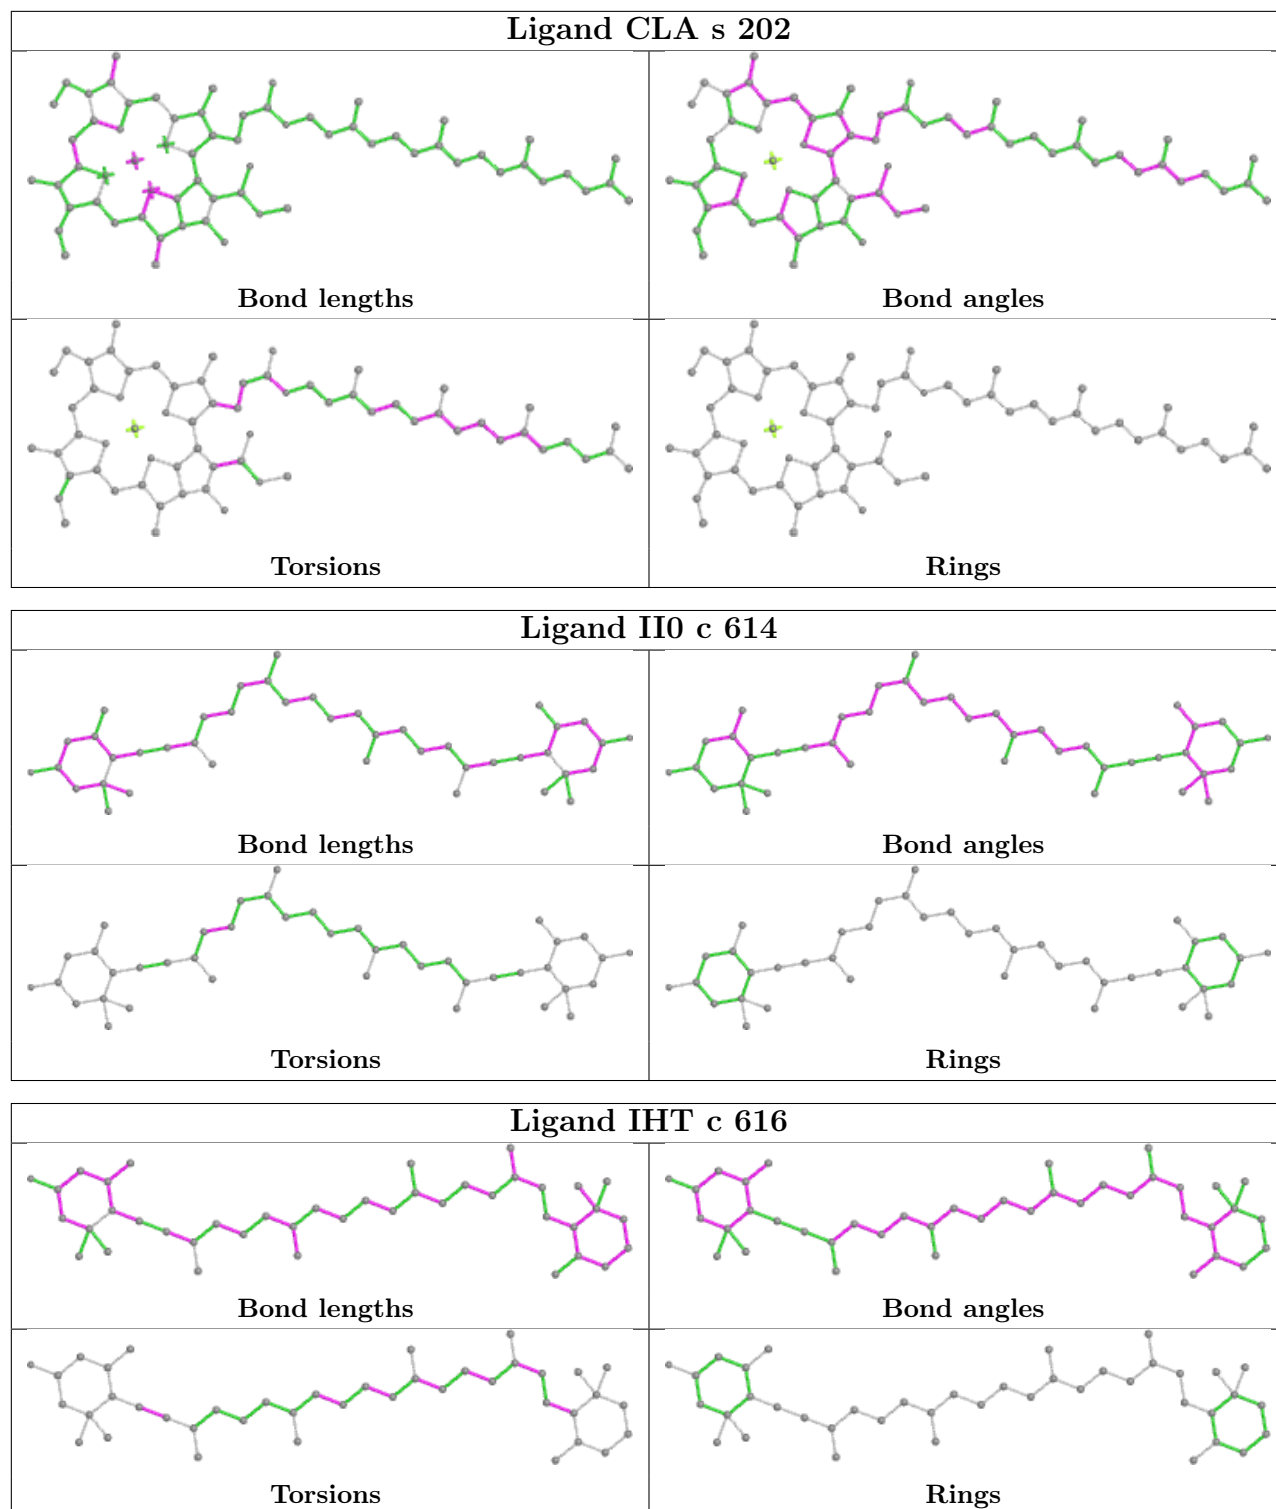 Ligand CLA s 202
Bond lengths
Bond angles
Torsions
Rings
Ligand II0 c 614
Bond lengths
Bond angles
Torsions
Rings
Ligand IHT c 616
Bond lengths
Bond angles
Torsions
Rings